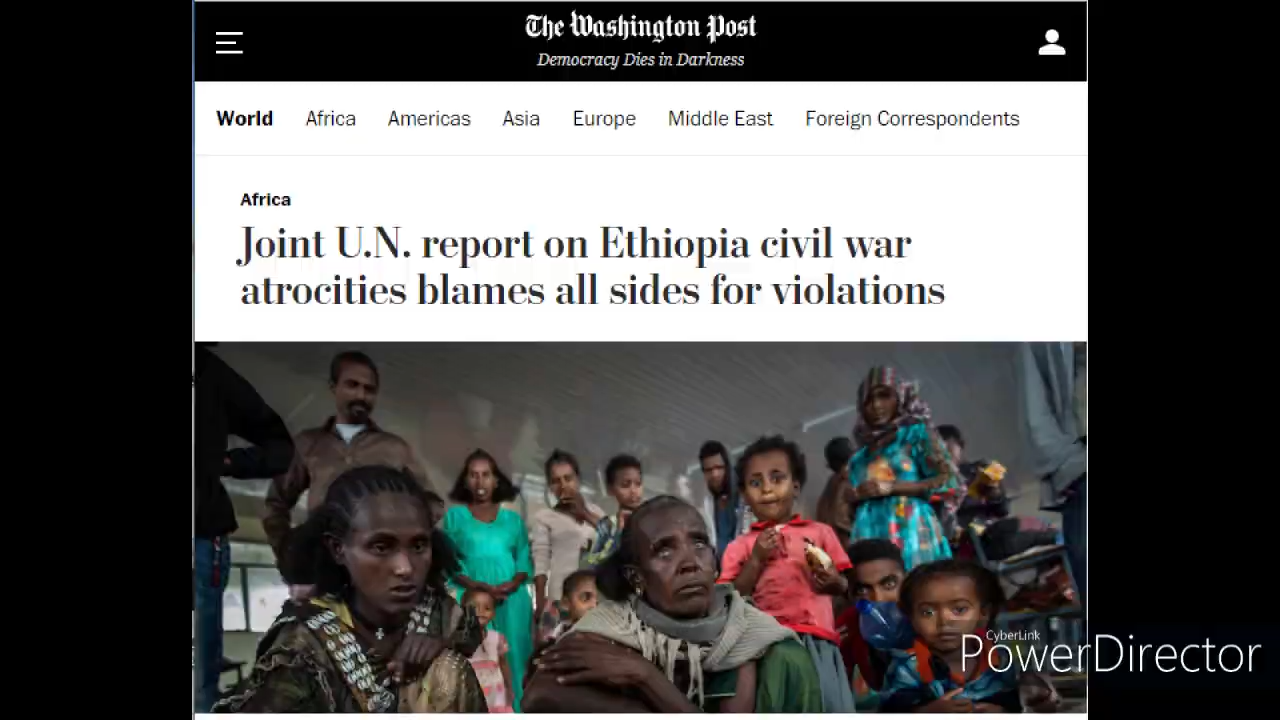 The Washington Post
Democracy Dies in Darkness
World Africa Americas Asia Europe Middle East Foreign Correspondents
Africa
Joint U.N. report on Ethiopia civil war
atrocities blames all sides for violations
CyberLink
PowerDirector